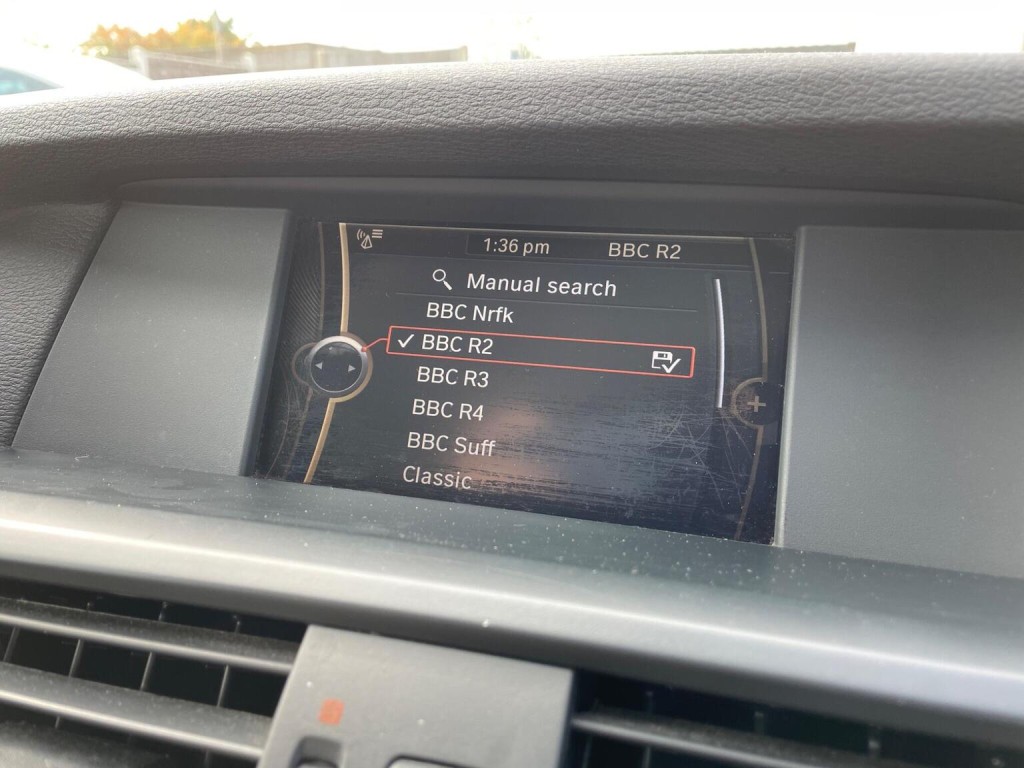 1:36 pm BBC R2
Manual search
BBC Nrfk
BBC R2
BBC R3
BBC R4
BBC Suff
Classic